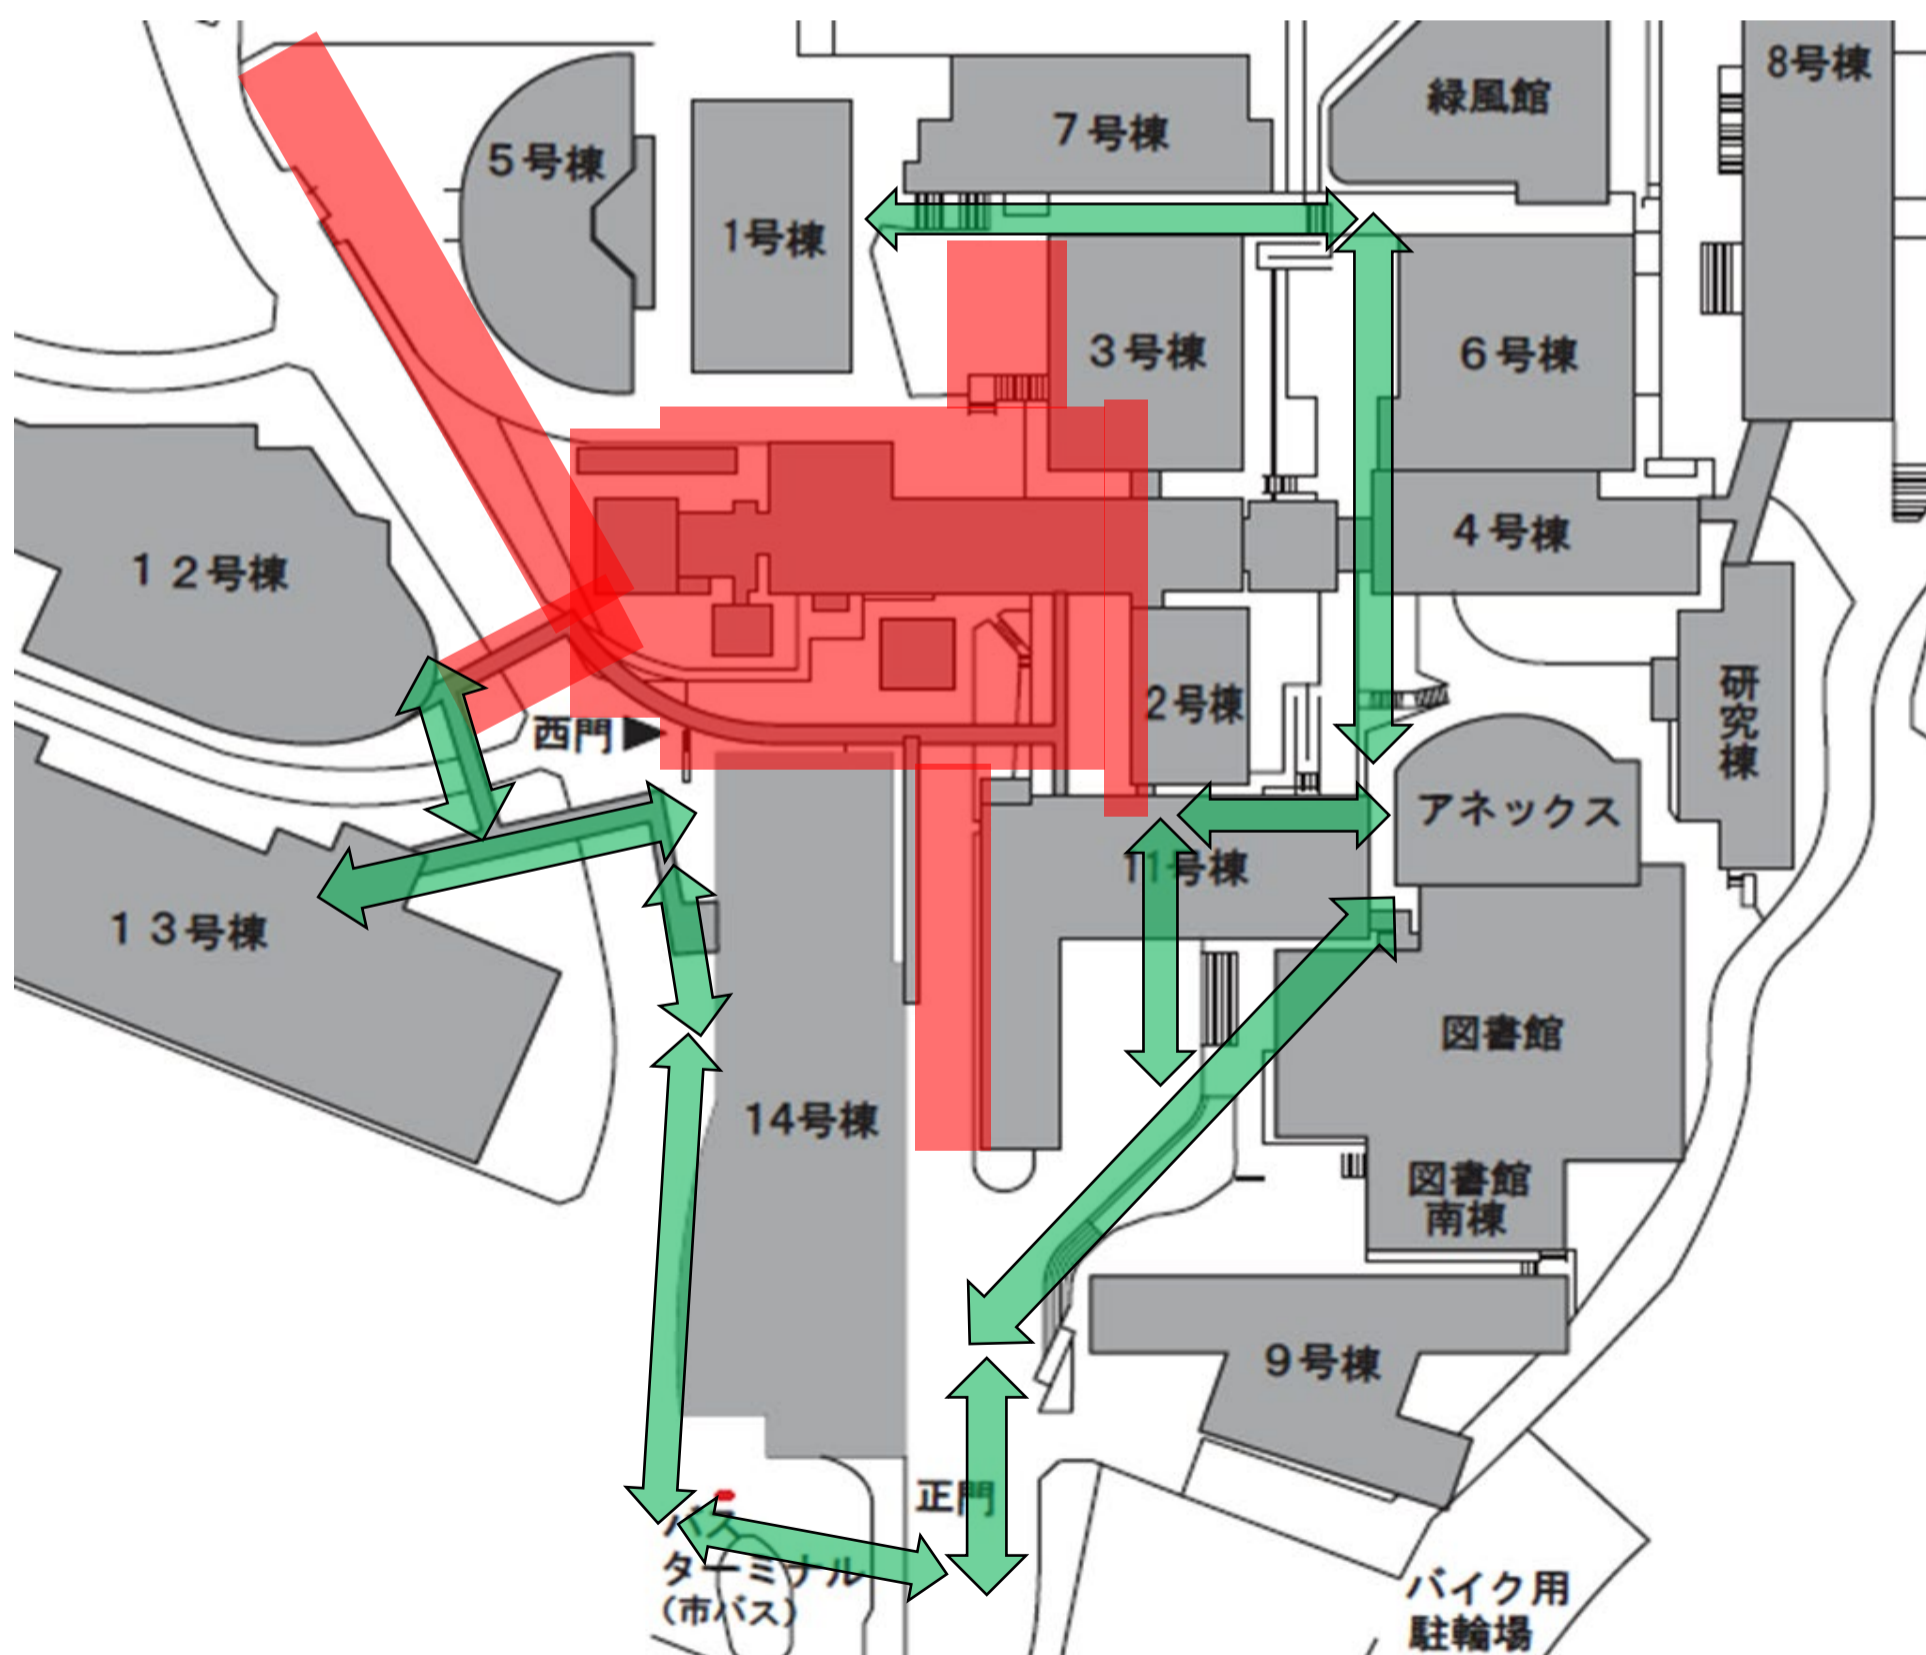 8号棟
緑風館
７号棟
５号棟
1号棟
３号棟
６号棟
４号棟
１２号棟
研究棟
2号棟
西門▶
アネックス
11号棟
１３号棟
図書館
14号棟
図書館
南棟
９号棟
正門
バス
ターミナル
（市バス）
バイク用
駐輪場